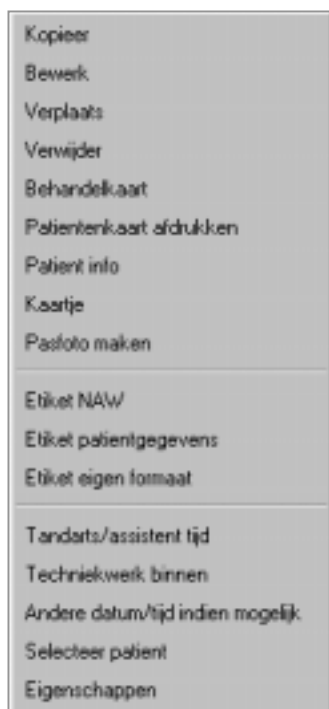 Kopieer
Bewerk
Verplaats
Verwijder
Behandelkaart
Patientenkaart afdrukken
Patient info
Kaartje
Pasfoto maken
Etiket NAW
Etiket patientgegevens
Etiket eigen formaat
Tandarts/assistent tijd
Techniekwerk binnen
Andere datum/tijd indien mogelijk
Selecteer patient
Eigenschappen